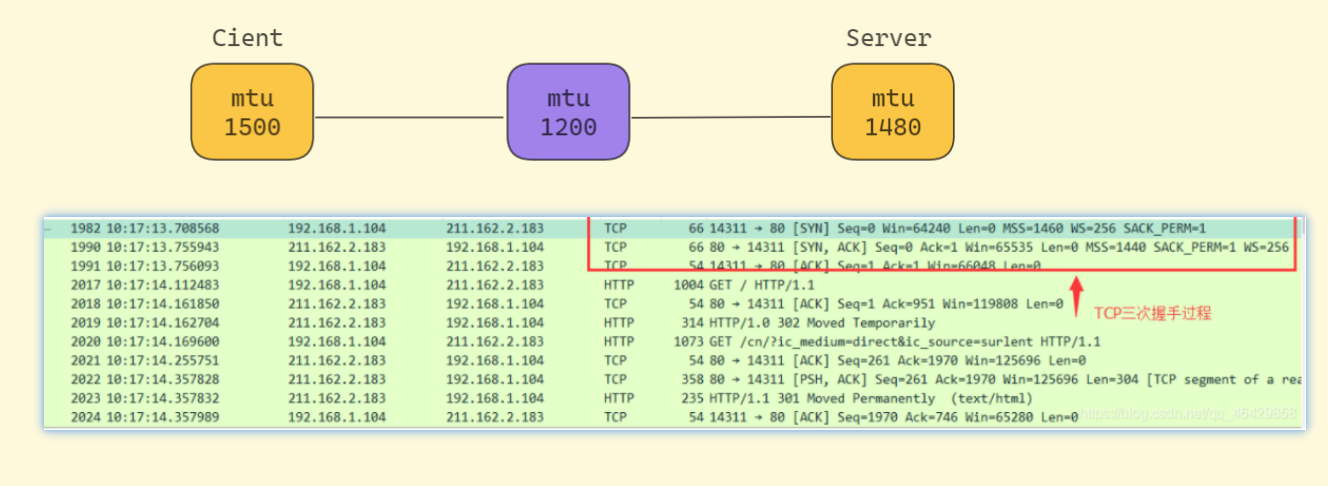 Cient Server
mtu mtu mtu
1500 1200 1480
1982 10:17:13.708568 192.168.1.104 211.162.2.183 TCP 66 14311 → 80 [SYN] Seq=0 Win=64240 Len=0 MSS=1460 WS=256 SACK_PERM=1
1990 10:17:13.755943 211.162.2.183 192.168.1.104 TCP 66 80 → 14311 [SYN, ACK] Seq=0 Ack=1 Win=65535 Len=0 MSS=1440 SACK_PERM=1 WS=256
1991 10:17:13.756093 192.168.1.104 211.162.2.183 TCP 54 14311 → 80 [ACK] Seq=1 Ack=1 Win=66048 Len=0
2017 10:17:14.112483 192.168.1.104 211.162.2.183 HTTP 1004 GET / HTTP/1.1
2018 10:17:14.161850 211.162.2.183 192.168.1.104 TCP 54 80 → 14311 [ACK] Seq=1 Ack=951 Win=119808 Len=0
TCP三次握手过程
2019 10:17:14.162704 211.162.2.183 192.168.1.104 HTTP 314 HTTP/1.0 302 Moved Temporarily
2020 10:17:14.169600 192.168.1.104 211.162.2.183 HTTP 1073 GET /cn/?ic_medium=direct&ic_source=surlent HTTP/1.1
2021 10:17:14.255751 211.162.2.183 192.168.1.104 TCP 54 80 → 14311 [ACK] Seq=261 Ack=1970 Win=125696 Len=0
2022 10:17:14.357828 211.162.2.183 192.168.1.104 TCP 358 80 → 14311 [PSH, ACK] Seq=261 Ack=1970 Win=125696 Len=304 [TCP segment of a rea
2023 10:17:14.357832 211.162.2.183 192.168.1.104 HTTP 235 HTTP/1.1 301 Moved Permanently (text/html)
2024 10:17:14.357989 192.168.1.104 211.162.2.183 TCP 54 14311 → 80 [ACK] Seq=1970 Ack=746 Win=65280 Len=0
https://blog.csdn.net/qq_46429858